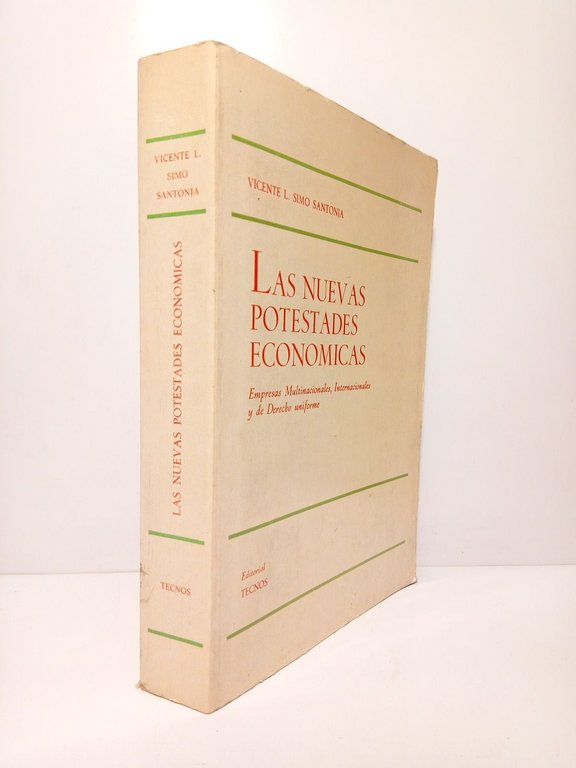 VICENTE L.
SIMO
SANTONJA
LAS NUEVAS POTESTADES ECONOMICAS
TECNOS
VICENTE L. SIMO SANTONJA
LAS NUEVAS
POTESTADES
ECONOMICAS
Empresas Multinacionales, Internacionales
y de Derecho uniforme
Editorial
TECNOS